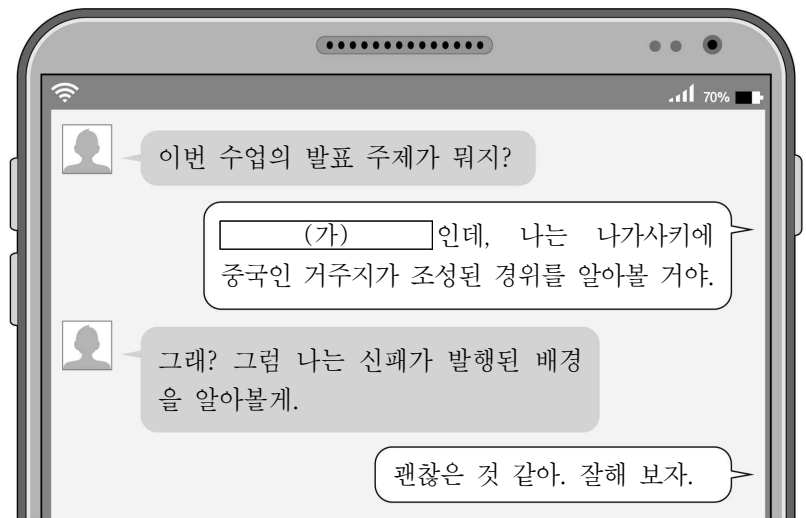 70%
이번 수업의 발표 주제가 뭐지?
(가) 인데, 나는 나가사키에
중국인 거주지가 조성된 경위를 알아볼 거야.
그래? 그럼 나는 신패가 발행된 배경
을 알아볼게.
괜찮은 것 같아. 잘해 보자.